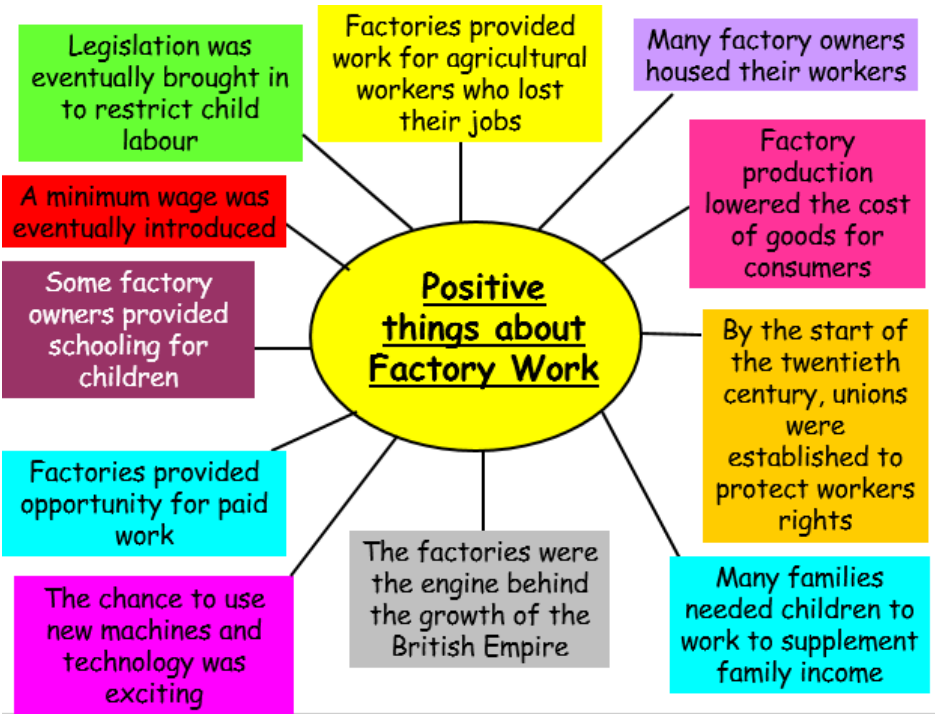 Legislation was
eventually brought in
to restrict child
labour
Factories provided
work for agricultural
workers who lost
their jobs
Many factory owners
housed their workers
A minimum wage was
eventually introduced
Factory
production
lowered the cost
of goods for
consumers
Some factory
owners provided
schooling for
children
Positive
things about
Factory Work
By the start of
the twentieth
century, unions
were
established to
protect workers
rights
Factories provided
opportunity for paid
work
The factories were
the engine behind
the growth of the
British Empire
Many families
needed children to
work to supplement
family income
The chance to use
new machines and
technology was
exciting